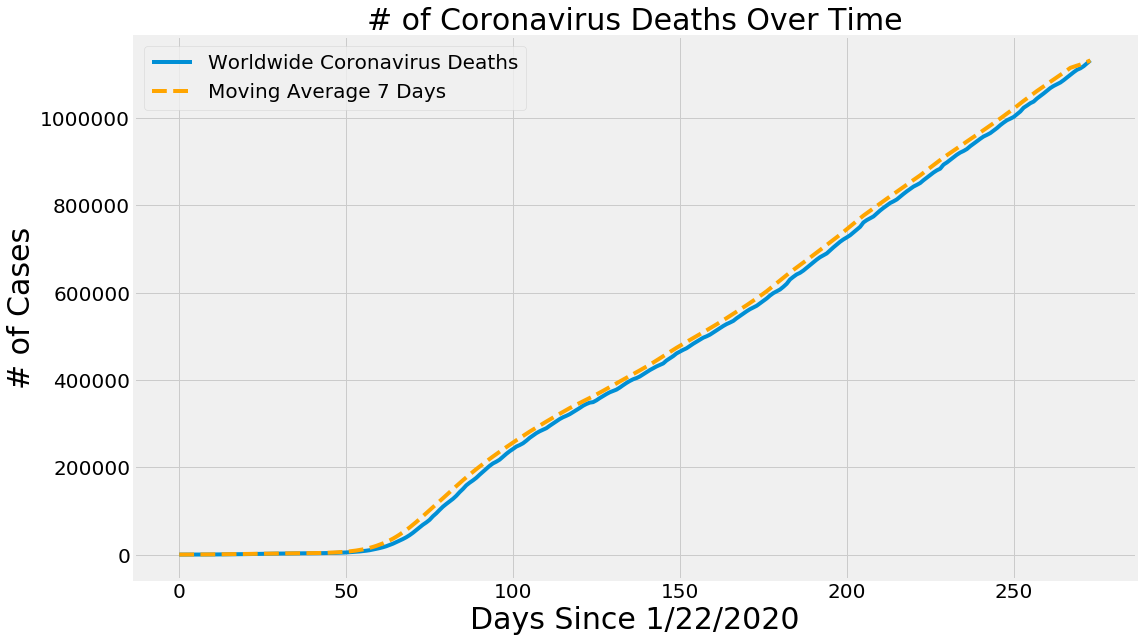 # of Coronavirus Deaths Over Time
Worldwide Coronavirus Deaths
Moving Average 7 Days
# of Cases
1000000
800000
600000
400000
200000
0
0 50 100 150 200 250
Days Since 1/22/2020